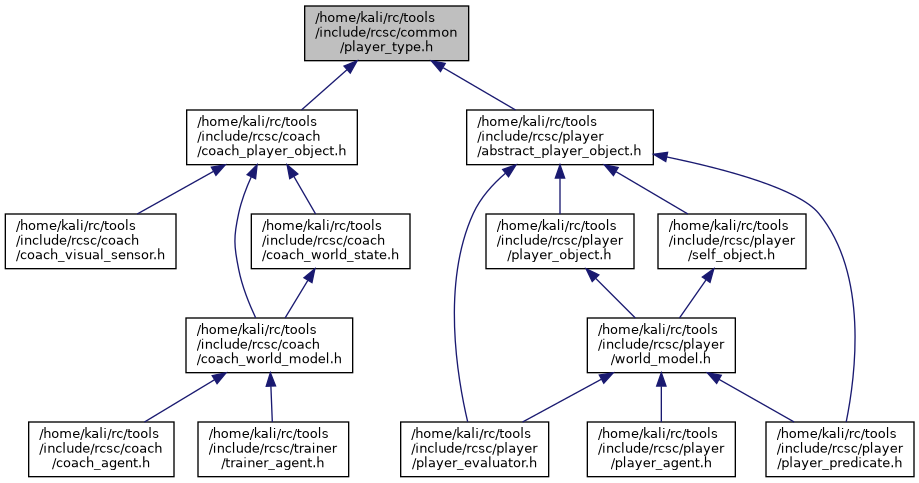 /home/kali/rc/tools
/include/rcsc/common
/player_type.h
/home/kali/rc/tools
/include/rcsc/coach
/coach_player_object.h
/home/kali/rc/tools
/include/rcsc/player
/abstract_player_object.h
/home/kali/rc/tools
/include/rcsc/coach
/coach_visual_sensor.h
/home/kali/rc/tools
/include/rcsc/coach
/coach_world_state.h
/home/kali/rc/tools
/include/rcsc/player
/player_object.h
/home/kali/rc/tools
/include/rcsc/player
/self_object.h
/home/kali/rc/tools
/include/rcsc/coach
/coach_world_model.h
/home/kali/rc/tools
/include/rcsc/player
/world_model.h
/home/kali/rc/tools
/include/rcsc/coach
/coach_agent.h
/home/kali/rc/tools
/include/rcsc/trainer
/trainer_agent.h
/home/kali/rc/tools
/include/rcsc/player
/player_evaluator.h
/home/kali/rc/tools
/include/rcsc/player
/player_agent.h
/home/kali/rc/tools
/include/rcsc/player
/player_predicate.h